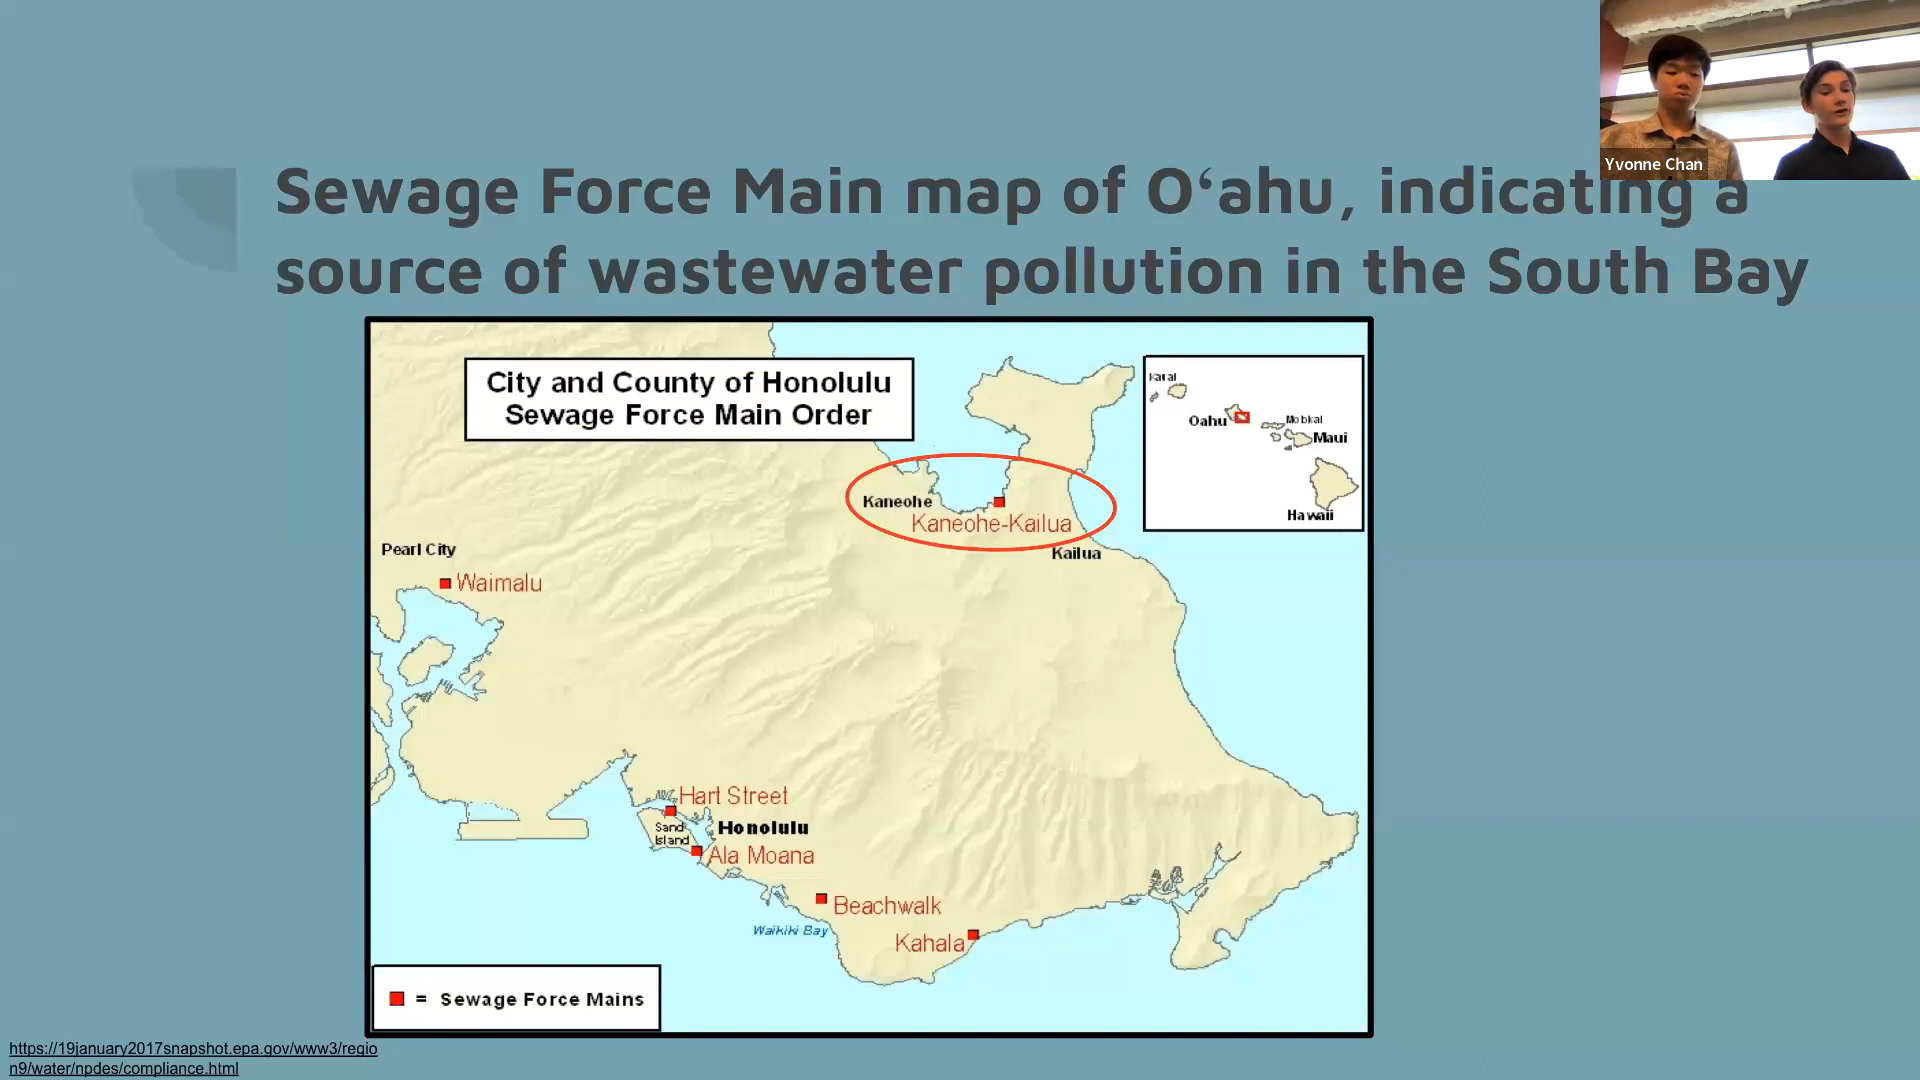 Yvonne Chan
Sewage Force Main map of Oʻahu, indicating a
source of wastewater pollution in the South Bay
City and County of Honolulu
Sewage Force Main Order
Kauai
Oahu
Molokai
Maui
Hawaii
Kaneohe
Kaneohe-Kailua
Kailua
Pearl City
Waimalu
Hart Street
Sand
Island
Honolulu
Ala Moana
Beachwalk
Waikiki Bay
Kahala
= Sewage Force Mains
https://19january2017snapshot.epa.gov/www3/regio
n9/water/npdes/compliance.html